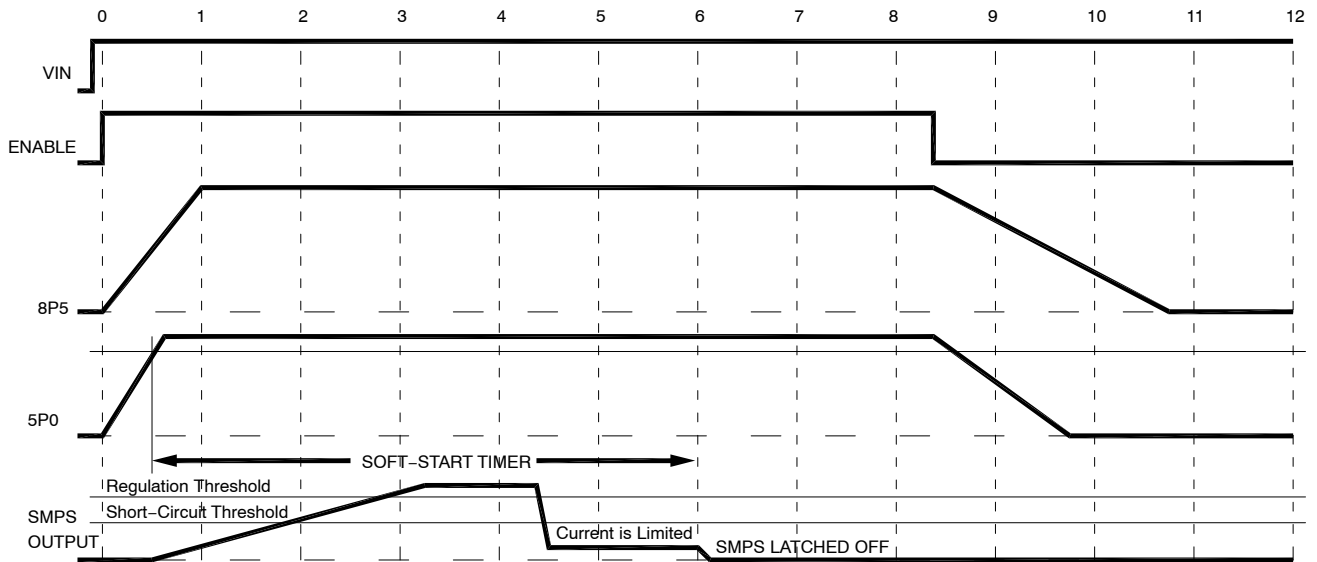 0 1 2 3 4 5 6 7 8 9 10 11 12
VIN
ENABLE
8P5
5P0
SOFT−START TIMER
Regulation Threshold
Short−Circuit Threshold
SMPS
OUTPUT
Current is Limited
SMPS LATCHED OFF